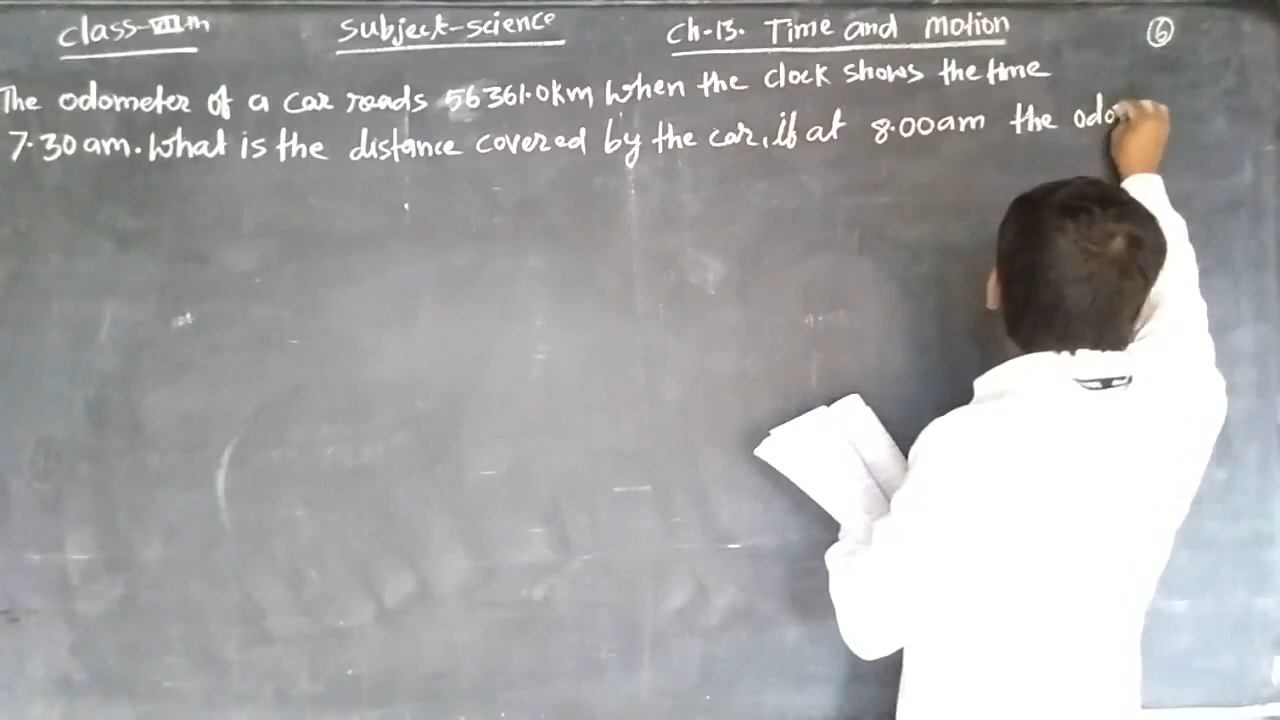 class-VIIth Subject-science Ch-13. Time and Motion 6
The odometer of a car reads 56361.0km when the clock shows the time
7.30am. What is the distance covered by the car, if at 8.00am the odo